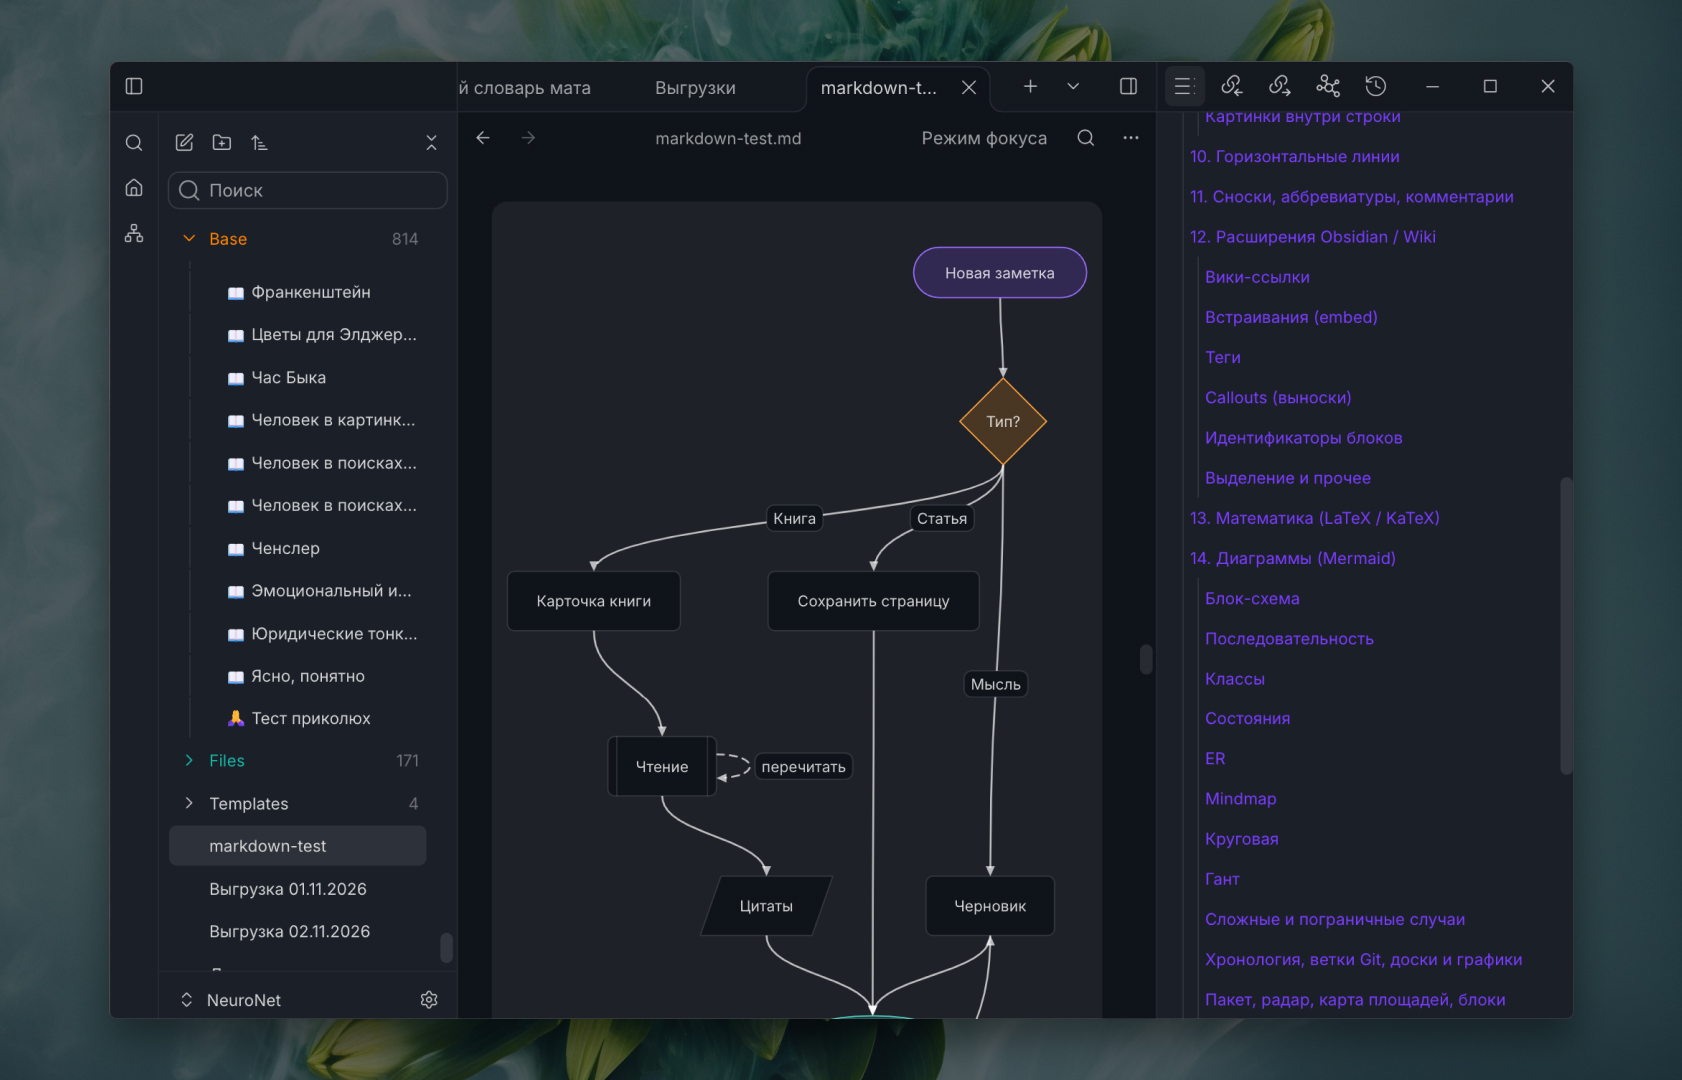 й словарь мата
Выгрузки
markdown-t...
markdown-test.md
Режим фокуса
Поиск
Base 814
Франкенштейн
Цветы для Элджер...
Час Быка
Человек в картинк...
Человек в поисках...
Человек в поисках...
Ченслер
Эмоциональный и...
Юридические тонк...
Ясно, понятно
Тест приколюх
Files 171
Templates 4
markdown-test
Выгрузка 01.11.2026
Выгрузка 02.11.2026
NeuroNet
Новая заметка
Тип?
Книга
Статья
Карточка книги
Сохранить страницу
Мысль
Чтение
перечитать
Цитаты
Черновик
Картинки внутри строки
10. Горизонтальные линии
11. Сноски, аббревиатуры, комментарии
12. Расширения Obsidian / Wiki
Вики-ссылки
Встраивания (embed)
Теги
Callouts (выноски)
Идентификаторы блоков
Выделение и прочее
13. Математика (LaTeX / KaTeX)
14. Диаграммы (Mermaid)
Блок-схема
Последовательность
Классы
Состояния
ER
Mindmap
Круговая
Гант
Сложные и пограничные случаи
Хронология, ветки Git, доски и графики
Пакет, радар, карта площадей, блоки